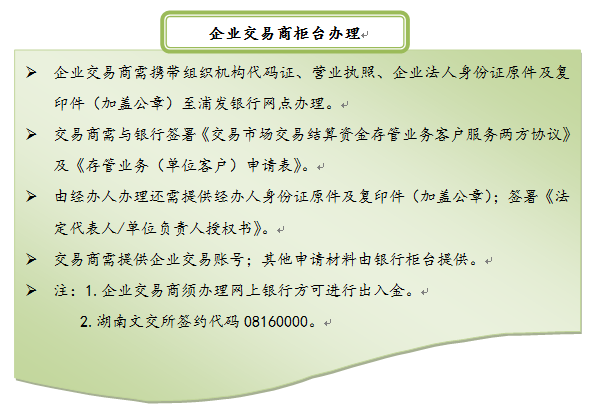 企业交易商柜台办理
企业交易商需携带组织机构代码证、营业执照、企业法人身份证原件及复
印件（加盖公章）至浦发银行网点办理。
交易商需与银行签署《交易市场交易结算资金存管业务客户服务两方协议》
及《存管业务（单位客户）申请表》。
由经办人办理还需提供经办人身份证原件及复印件（加盖公章）；签署《法
定代表人/单位负责人授权书》。
交易商需提供企业交易账号；其他申请材料由银行柜台提供。
注：1.企业交易商须办理网上银行方可进行出入金。
2.湖南文交所签约代码 08160000。